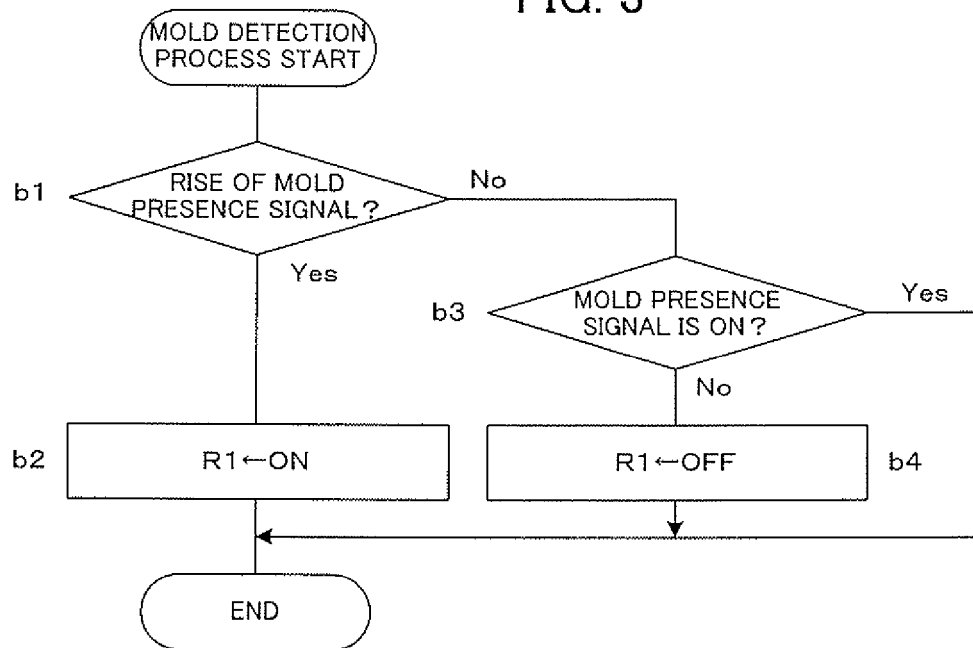 FIG.
MOLD DETECTION
PROCESS START
b1
RISE OF MOLD
PRESENCE SIGNAL?
No
Yes
b3
MOLD PRESENCE
SIGNAL IS ON?
Yes
No
b2
R1←ON
R1←OFF
b4
END